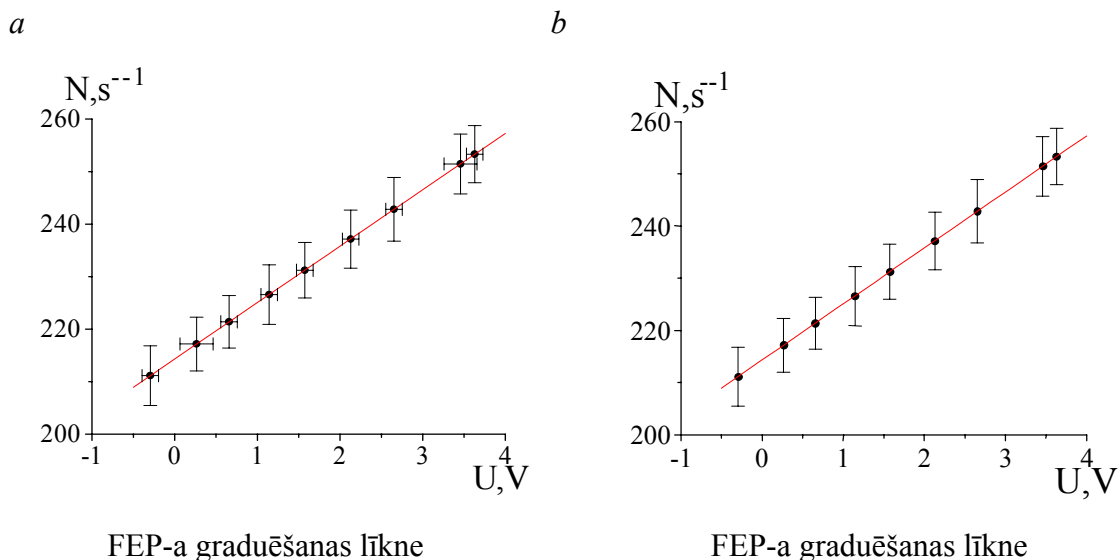 a
b
N,s--1
N,s--1
260
240
220
200
-1 0 1 2 3 4
U,V
260
240
220
200
-1 0 1 2 3 4
U,V
FEP-a graduēšanas līkne
FEP-a graduēšanas līkne